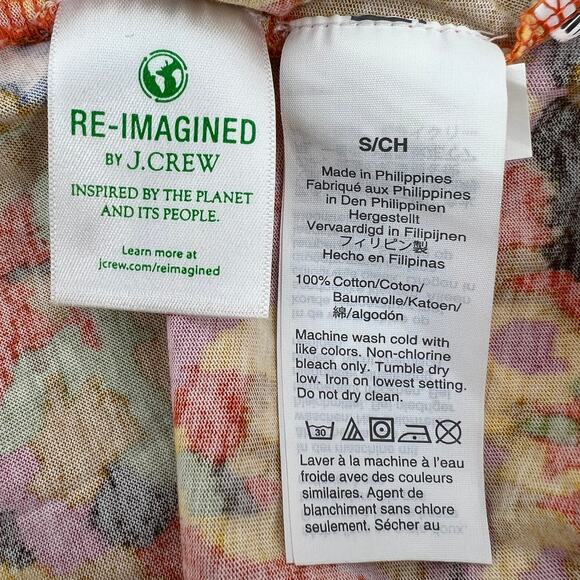 RE-IMAGINED
BY J.CREW
INSPIRED BY THE PLANET
AND ITS PEOPLE.
Learn more at
jcrew.com/reimagined
S/CH
Made in Philippines
Fabriqué aux Philippines
in Den Philippinen
Hergestellt
Vervaardigd in Filipijnen
フィリピン製
Hecho en Filipinas
100% Cotton/Coton/
Baumwolle/Katoen/
綿/algodón
Machine wash cold with
like colors. Non-chlorine
bleach only. Tumble dry
low. Iron on lowest setting.
Do not dry clean.
30
Laver à la machine à l'eau
froide avec des couleurs
similaires. Agent de
blanchiment sans chlore
seulement. Sécher au